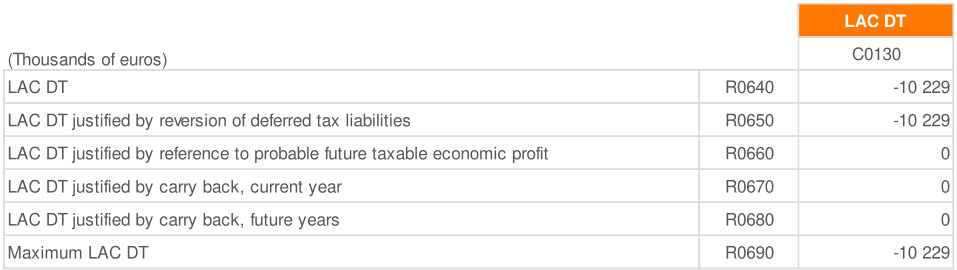 LAC DT
(Thousands of euros) C0130
LAC DT R0640 -10 229
LAC DT justified by reversion of deferred tax liabilities R0650 -10 229
LAC DT justified by reference to probable future taxable economic profit R0660 0
LAC DT justified by carry back, current year R0670 0
LAC DT justified by carry back, future years R0680 0
Maximum LAC DT R0690 -10 229